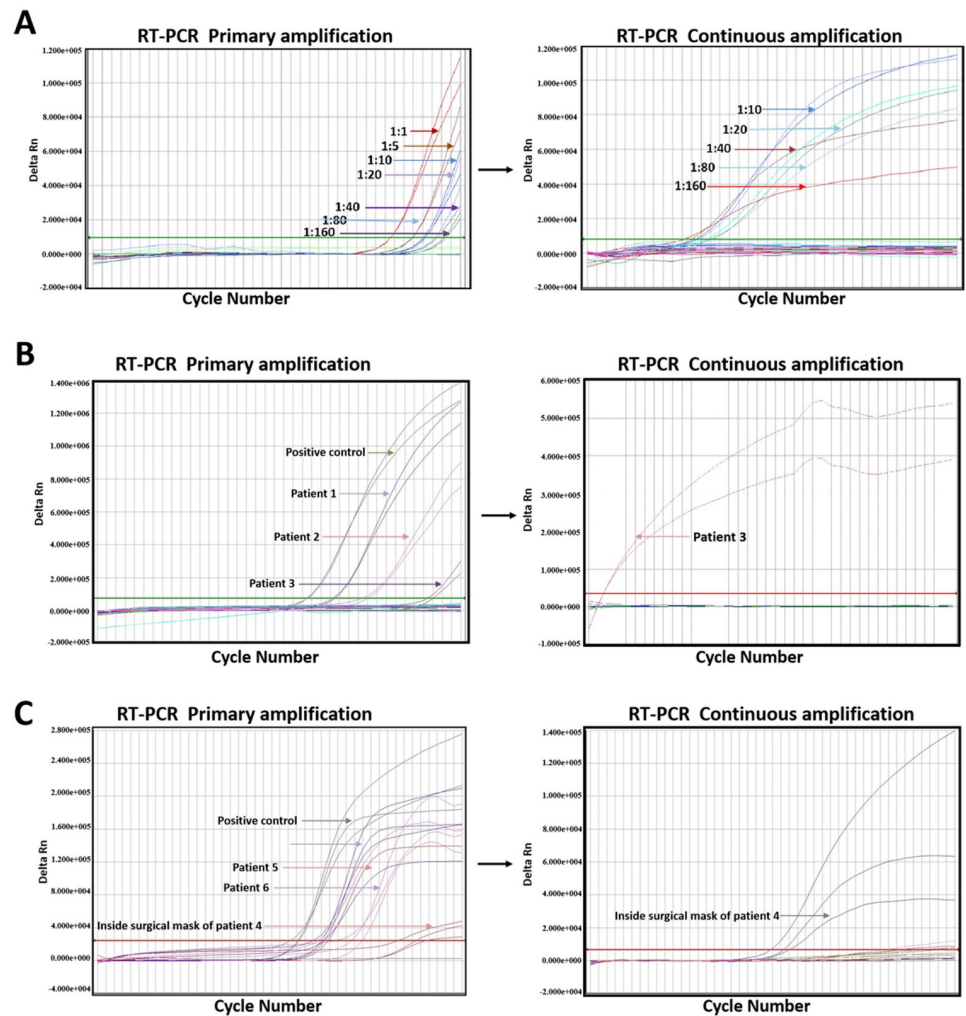 A
RT-PCR Primary amplification
1.200e+005
1.000e+005
8.000e+004
6.000e+004
4.000e+004
2.000e+004
0.000e+004
-2.000e+004
Delta Rn
1:1
1:5
1:10
1:20
1:40
1:80
1:160
Cycle Number
RT-PCR Continuous amplification
1.200e+005
1.000e+005
8.000e+004
6.000e+004
4.000e+004
2.000e+004
0.000e+004
-2.000e+004
Delta Rn
1:10
1:20
1:40
1:80
1:160
Cycle Number
B
RT-PCR Primary amplification
1.400e+006
1.200e+006
1.000e+006
8.000e+005
6.000e+005
4.000e+005
2.000e+005
0.000e+005
-2.000e+005
Delta Rn
Positive control
Patient 1
Patient 2
Patient 3
Cycle Number
RT-PCR Continuous amplification
6.000e+005
5.000e+005
4.000e+005
3.000e+005
2.000e+005
1.000e+005
0.000e+005
-1.000e+005
Delta Rn
Patient 3
Cycle Number
C
RT-PCR Primary amplification
2.800e+005
2.400e+005
2.000e+005
1.600e+005
1.200e+005
8.000e+004
4.000e+004
0.000e+004
-4.000e+004
Delta Rn
Positive control
Patient 5
Patient 6
Inside surgical mask of patient 4
Cycle Number
RT-PCR Continuous amplification
1.400e+005
1.200e+005
1.000e+005
8.000e+004
6.000e+004
4.000e+004
2.000e+004
0.000e+004
-2.000e+004
Delta Rn
Inside surgical mask of patient 4
Cycle Number